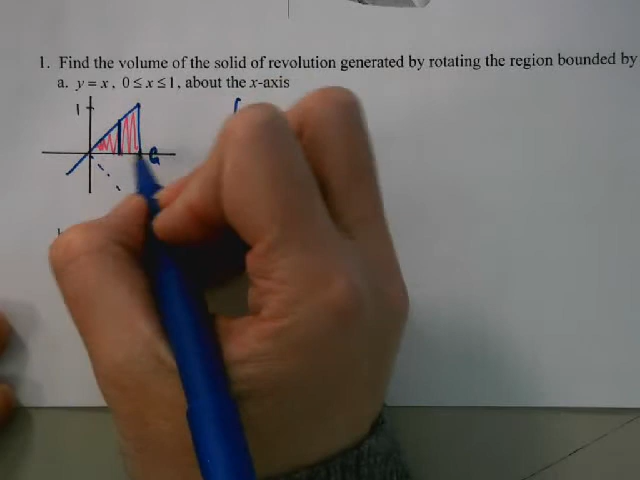 1. Find the volume of the solid of revolution generated by rotating the region bounded by
a. y = x, 0 ≤ x ≤ 1, about the x-axis
1